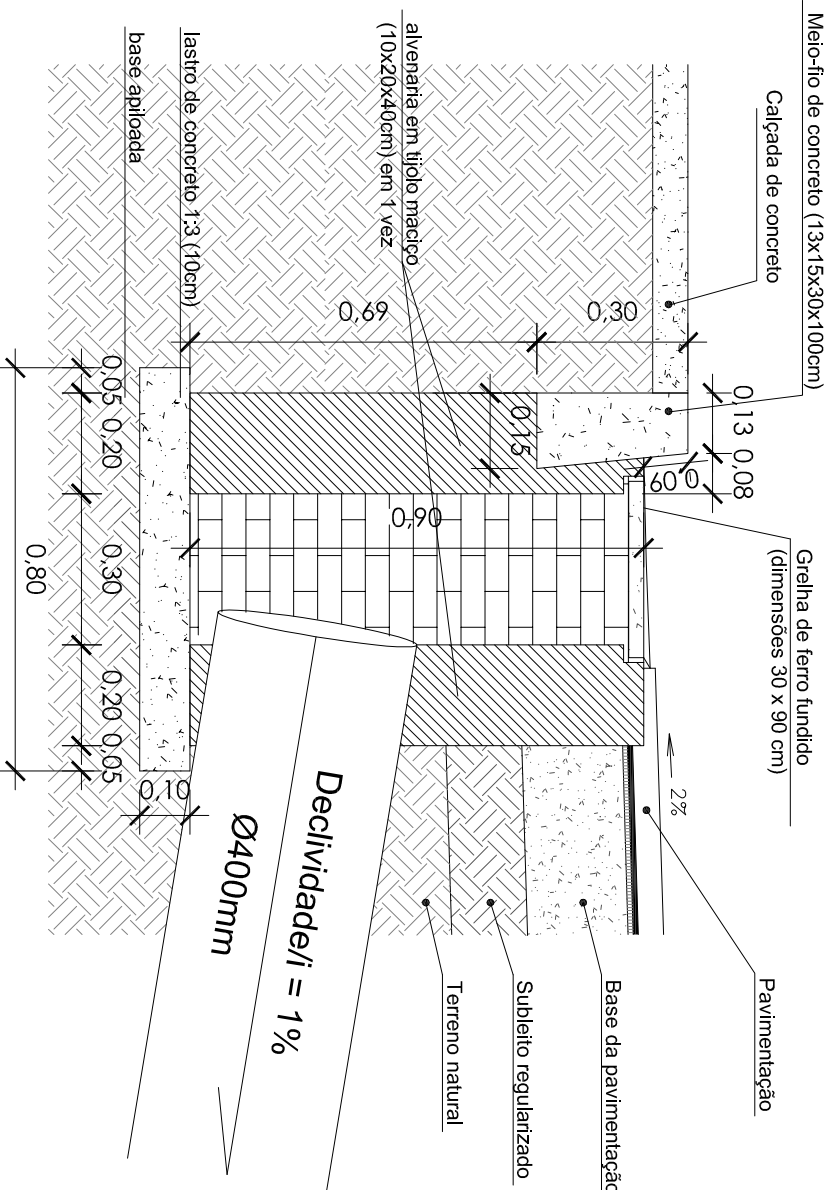 Meio-fio de concreto (13x15x30x100cm)
Calçada de concreto
Grelha de ferro fundido
(dimensões 30 x 90 cm)
Pavimentação
2%
Base da pavimentação
Subleito regularizado
Terreno natural
alvenaria em tijolo maciço
(10x20x40cm) em 1 vez
lastro de concreto 1:3 (10cm)
base apiloada
0,13
0,08
0,09
0,30
0,69
0,15
0,90
Declividade/i = 1%
Ø400mm
0,10
0,05
0,20
0,30
0,20
0,05
0,80